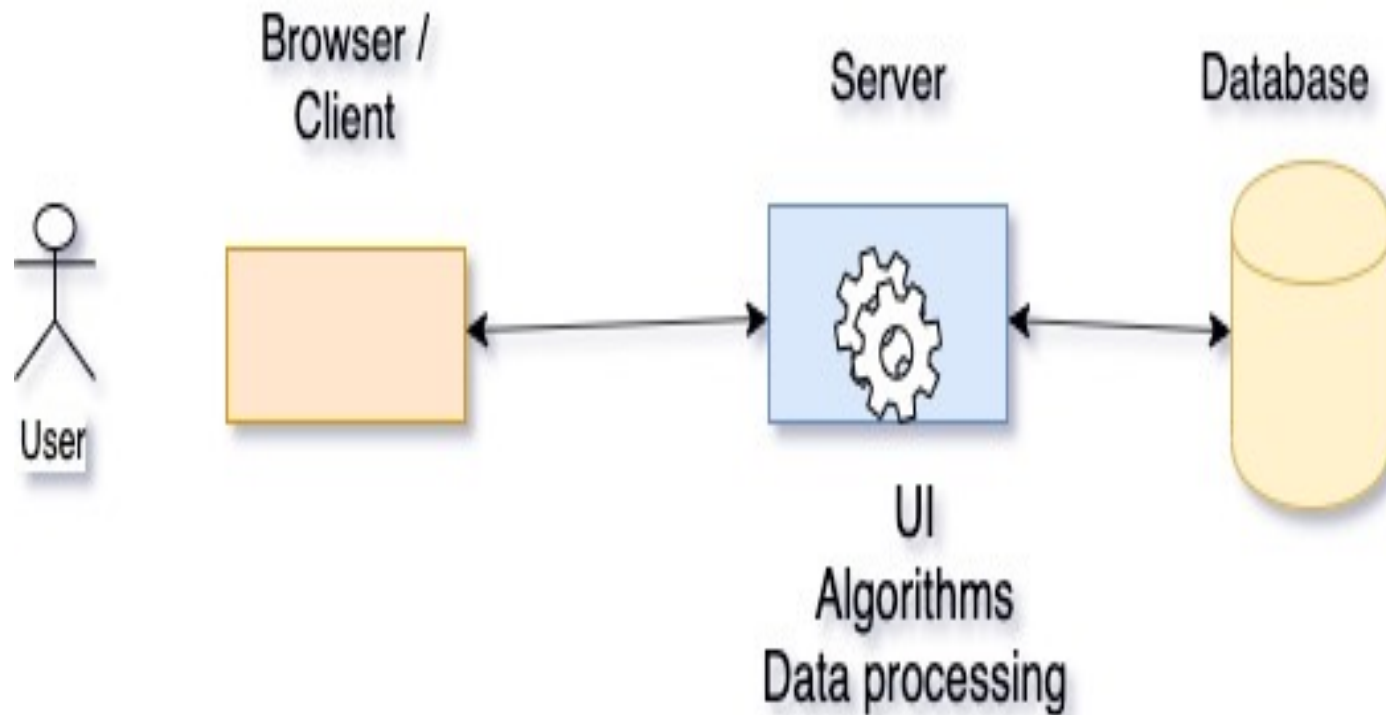 Browser /
Client
Server
Database
User
UI
Algorithms
Data processing